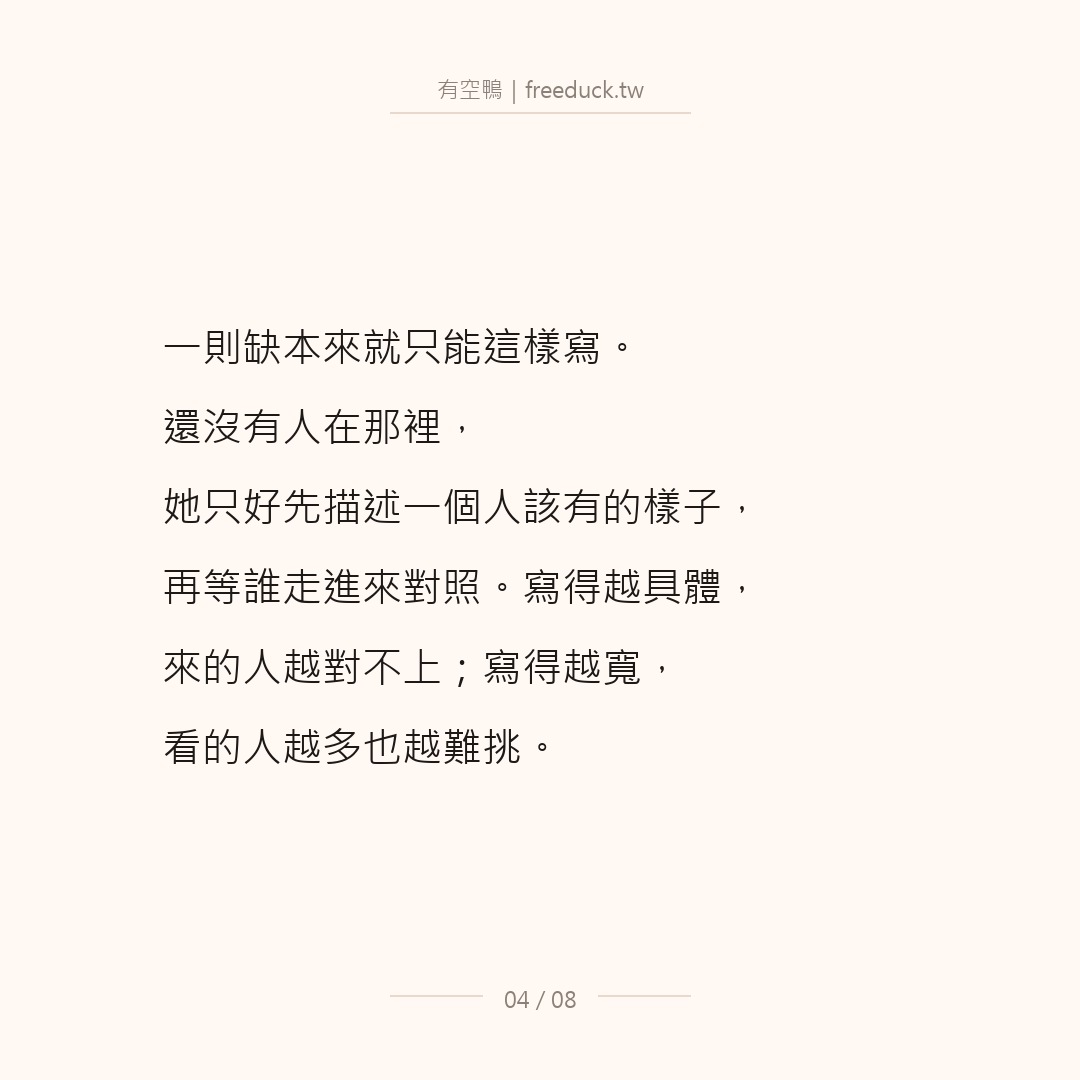 有空鴨｜freeduck.tw
一則缺本來就只能這樣寫。
還沒有人在那裡，
她只好先描述一個人該有的樣子，
再等誰走進來對照。寫得越具體，
來的人越對不上；寫得越寬，
看的人越多也越難挑。
04 / 08